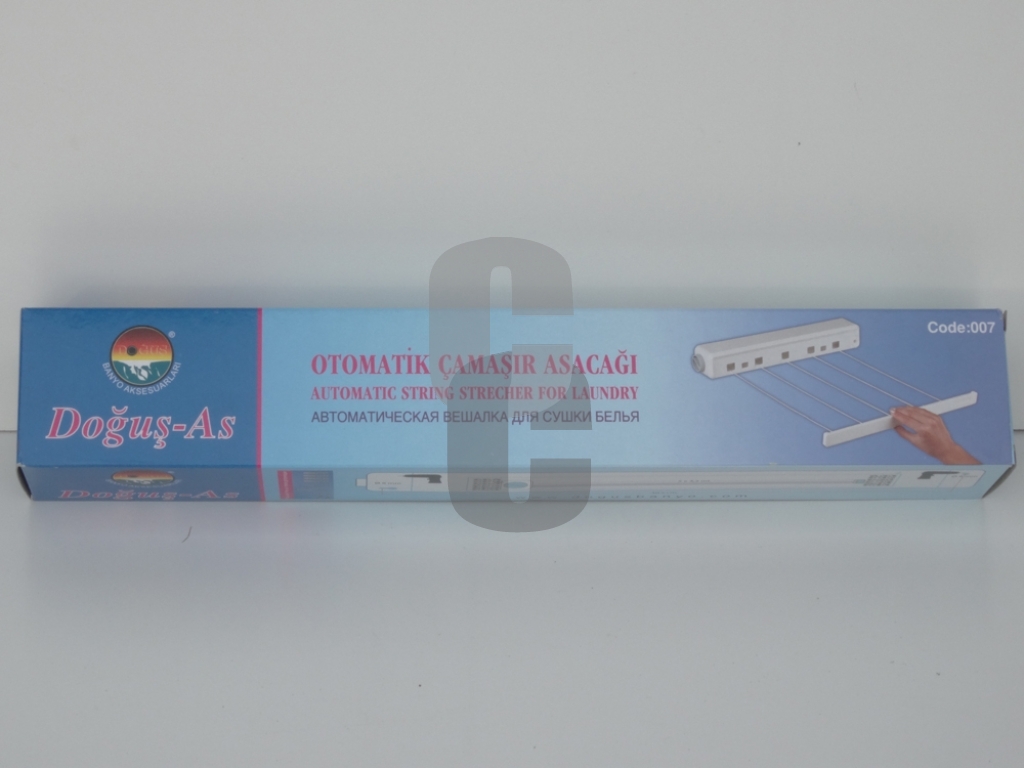 BANYO AKSESUARLARI
®
Doğuş-As
OTOMATİK ÇAMAŞIR ASACAĞI
AUTOMATIC STRING STRECHER FOR LAUNDRY
АВТОМАТИЧЕСКАЯ ВЕШАЛКА ДЛЯ СУШКИ БЕЛЬЯ
Code:007
Doğuş-As